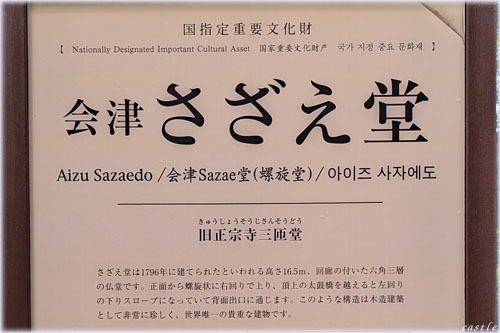 国指定重要文化財
【 Nationally Designated Important Cultural Asset 国家重要文化财产 국가 지정 중요 문화재 】
会津さざえ堂
Aizu Sazaedo /会津Sazae堂(螺旋堂)/ 아이즈 사자에도
きゅうしょうそうじさんそうどう
旧正宗寺三匝堂
さざえ堂は1796年に建てられたといわれる高さ16.5m、回廊の付いた六角三層
の仏堂です。正面から螺旋状に右回りで上り、頂上の太鼓橋を越えると左回り
の下りスロープになっていて背面出口に通じます。このような構造は木造建築
として非常に珍しく、世界唯一の貴重な建物です。
castle